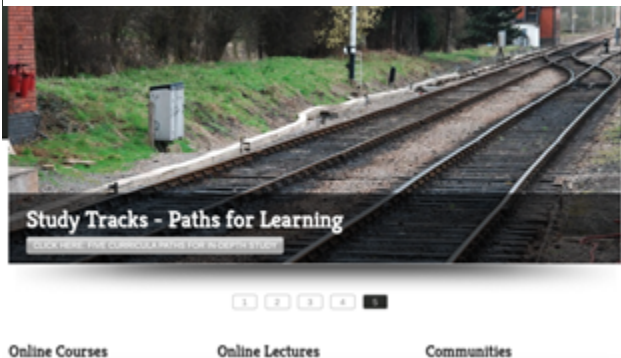 Study Tracks - Paths for Learning
CLICK HERE: FIVE CURRICULA PATHS FOR IN-DEPTH STUDY
1 2 3 4 5
Online Courses Online Lectures Communities